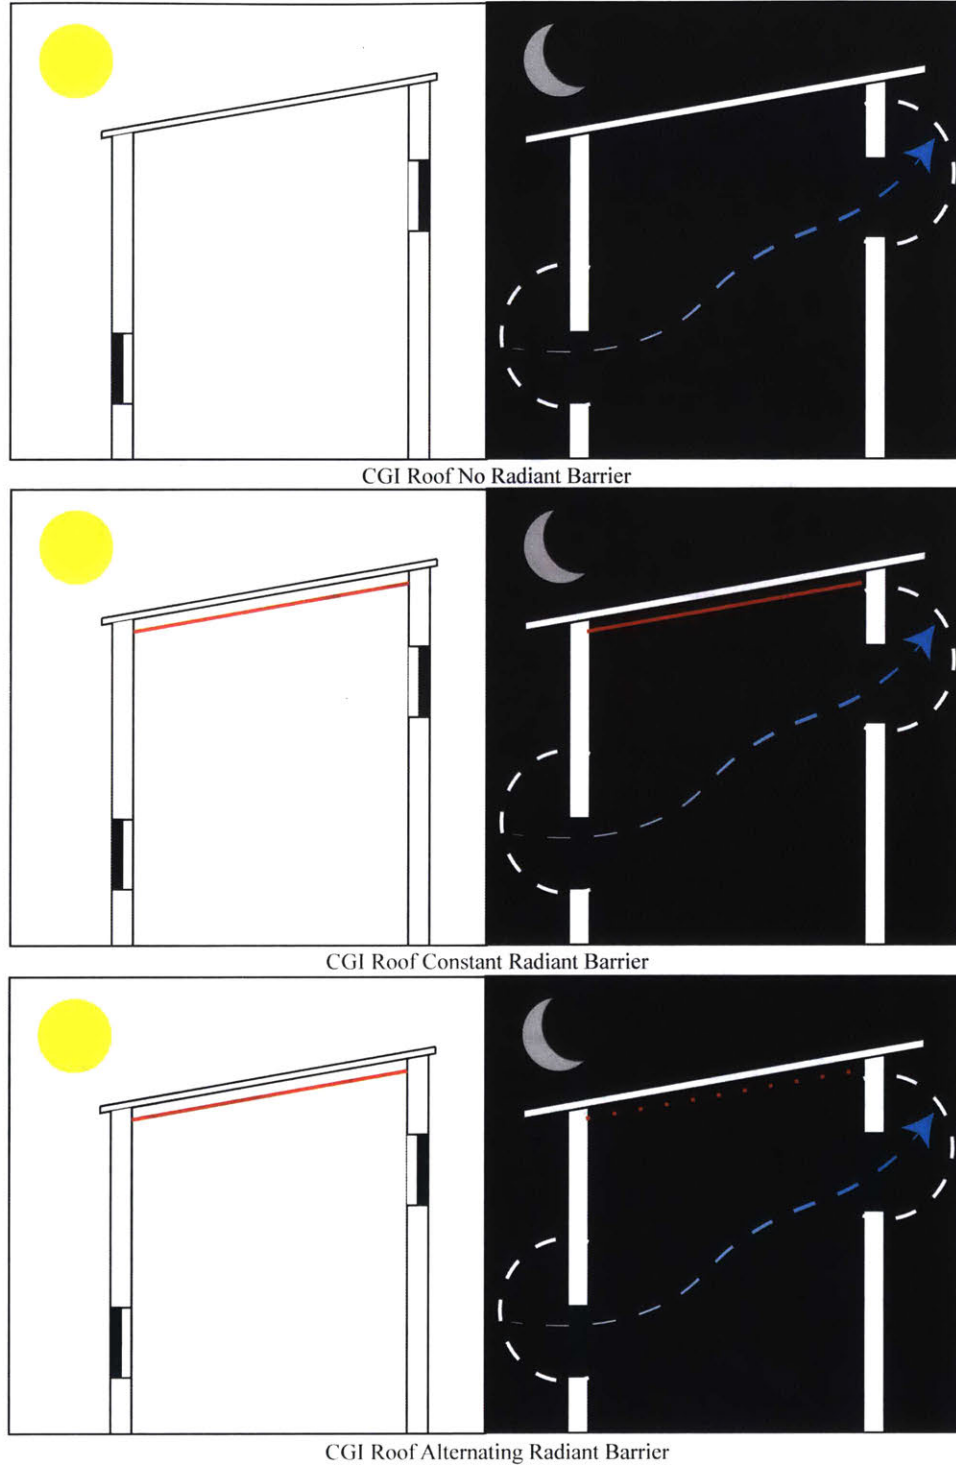 CGI Roof No Radiant Barrier
CGI Roof Constant Radiant Barrier
CGI Roof Alternating Radiant Barrier